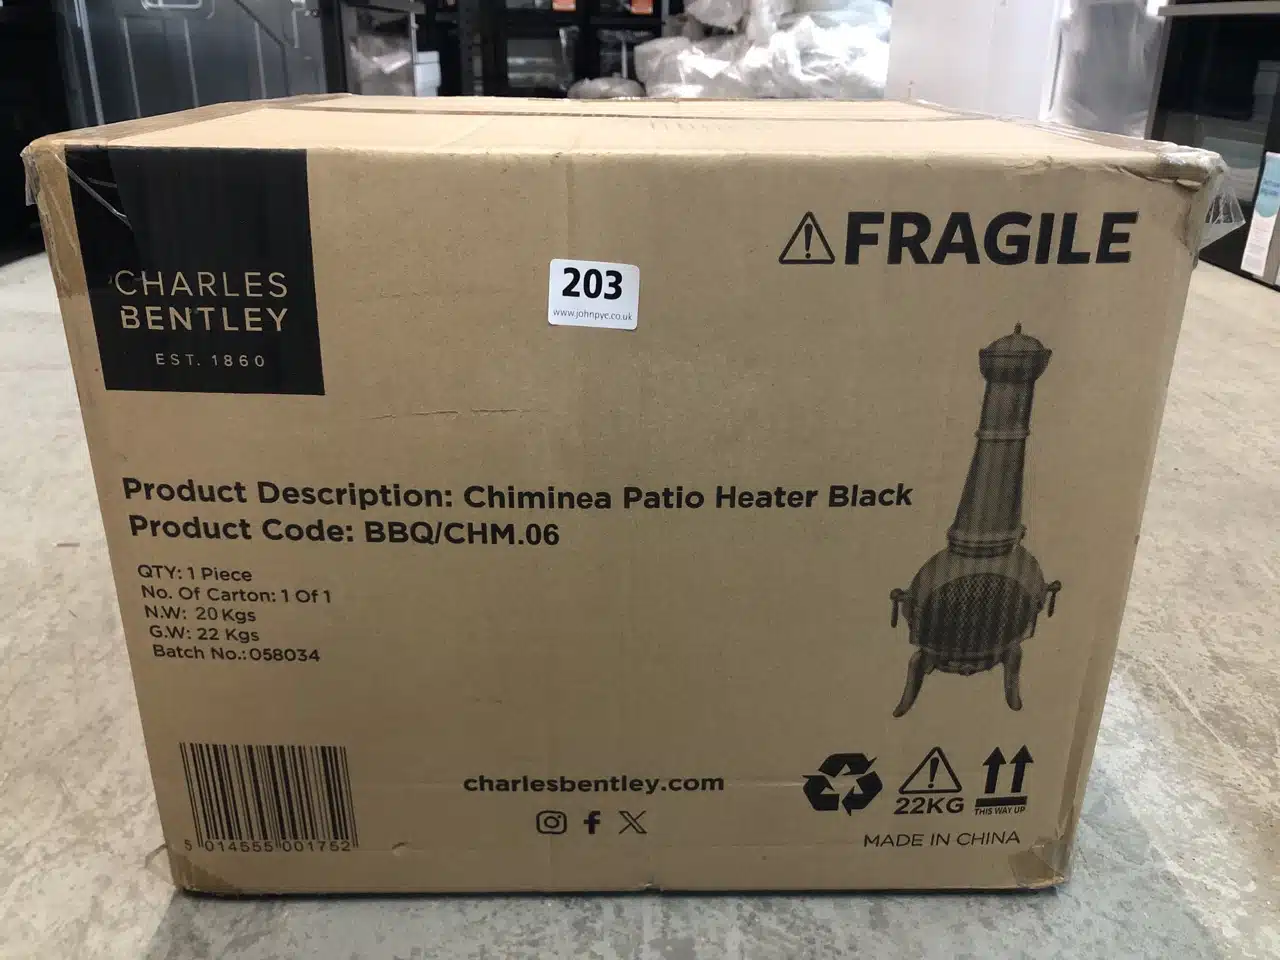 CHARLES
BENTLEY
EST. 1860
203
www.johnpye.co.uk
FRAGILE
Product Description: Chiminea Patio Heater Black
Product Code: BBQ/CHM.06
QTY: 1 Piece
No. Of Carton: 1 Of 1
N.W: 20 Kgs
G.W: 22 Kgs
Batch No.: 058034
5 014555 001752
charlesbentley.com
22KG
THIS WAY UP
MADE IN CHINA